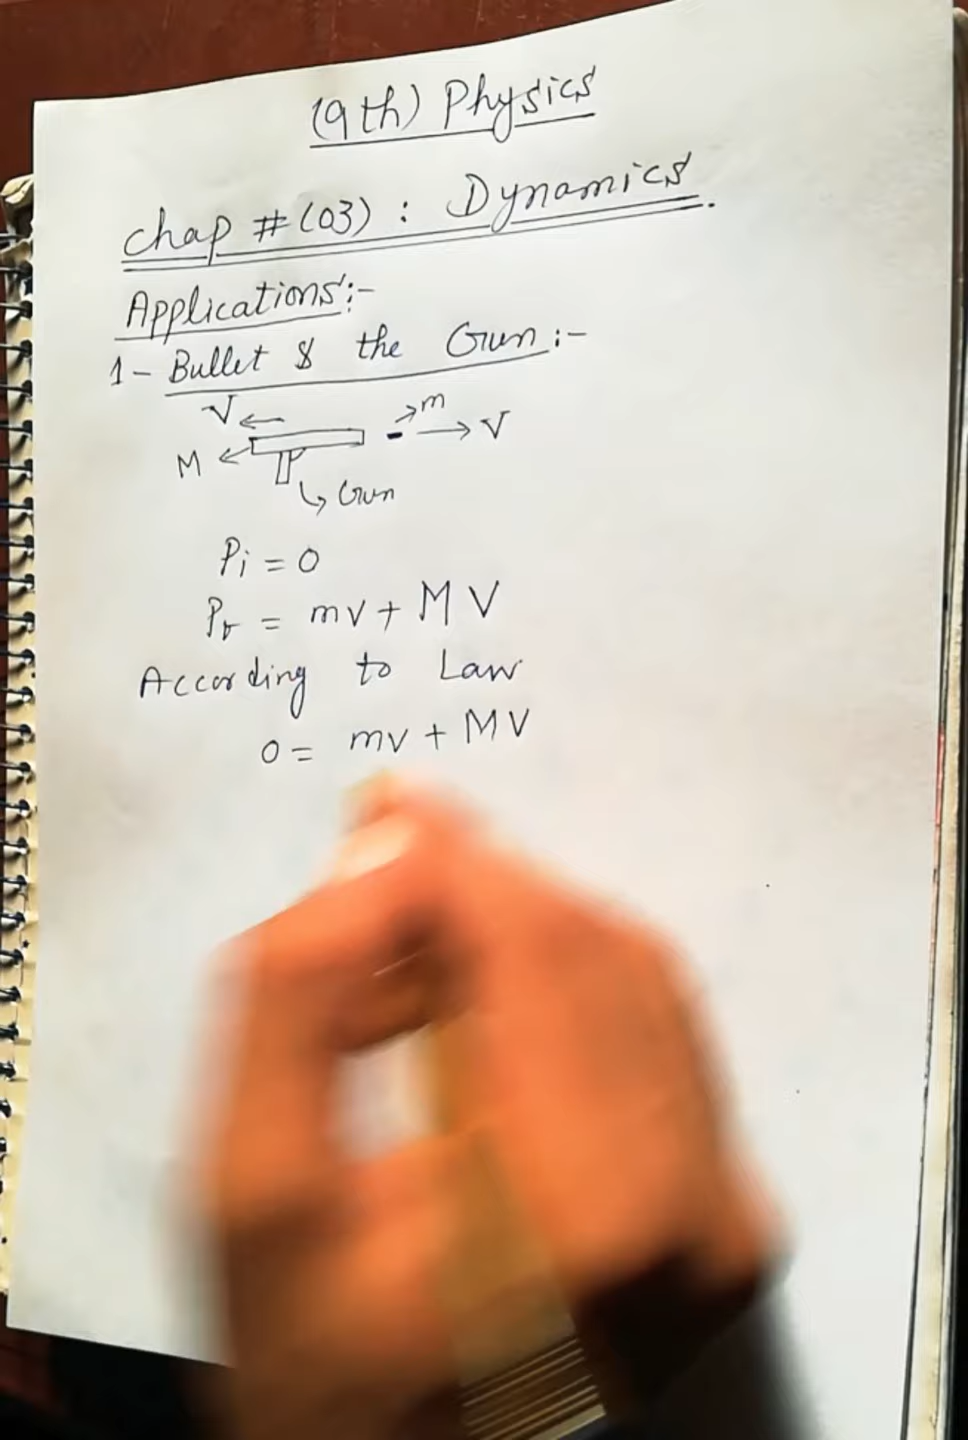 (9th) Physics
Chap # (03) : Dynamics.
Applications:-
1- Bullet & the Gun:-
V m
V
M
Gun
Pi = 0
Pf = mv + MV
According to Law
0 = mv + MV